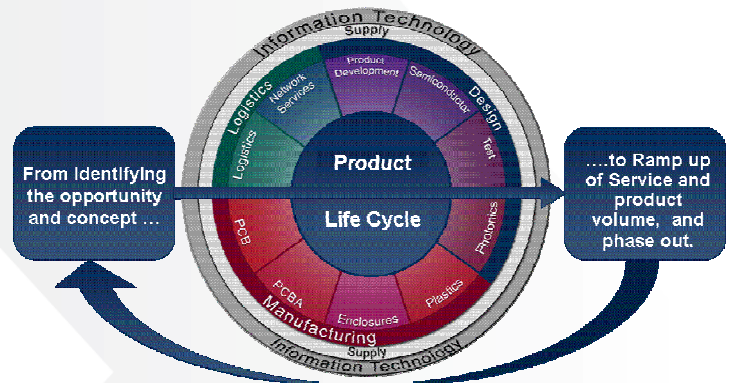 Information Technology
Supply
Product
Development
Semiconductor
Design
Logistics
Network
Services
Logistics
Test
From Identifying
the opportunity
and concept ...
Product
Life Cycle
....to Ramp up
of Service and
product
volume, and
phase out.
PCB
Photonics
PCBA
Enclosures
Plastics
Manufacturing
Supply
Information Technology